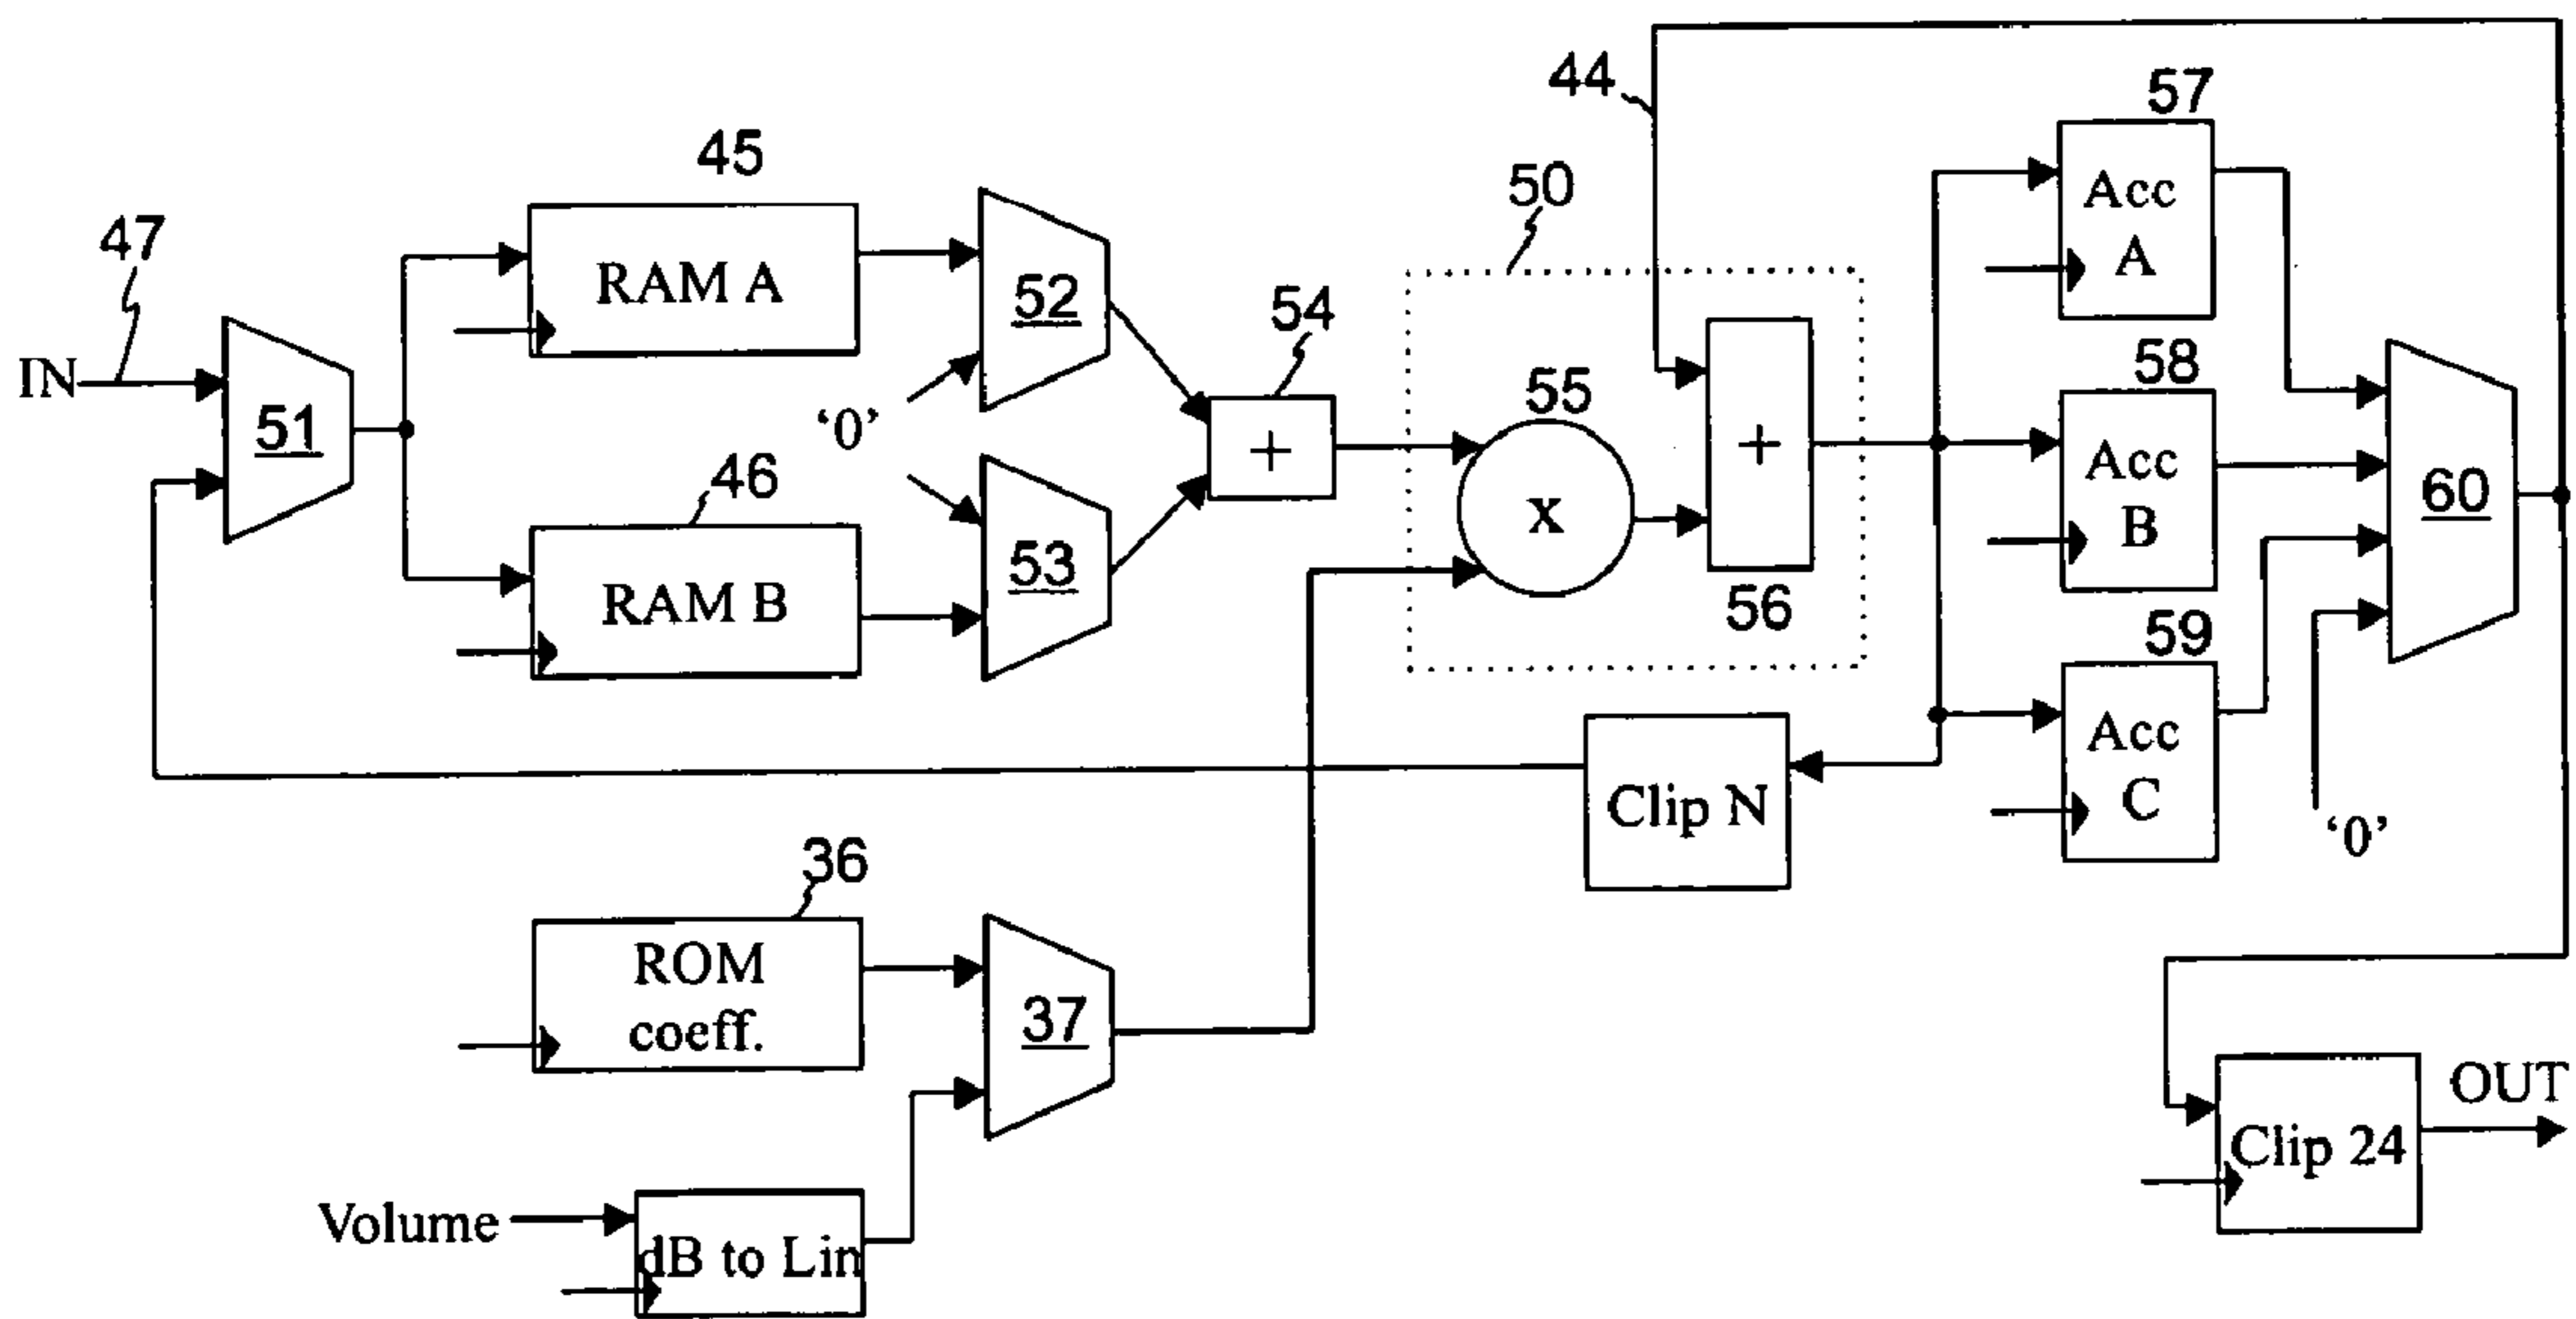 44
57
45
50
Acc
A
47
RAM A
52
54
IN
51
'0'
55
58
+
+
Acc
B
60
46
x
53
RAM B
56
59
Clip N
Acc
C
'0'
36
ROM
coeff.
37
OUT
Clip 24
Volume
dB to Lin